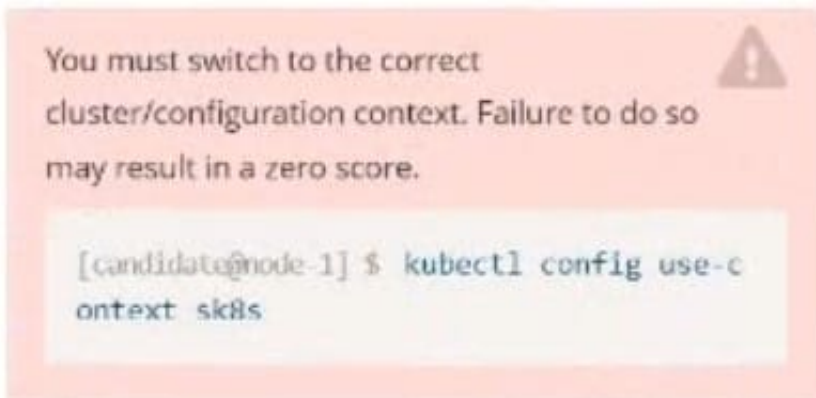 You must switch to the correct
cluster/configuration context. Failure to do so
may result in a zero score.
[candidate@node-1] $ kubectl config use-c
ontext sk8s